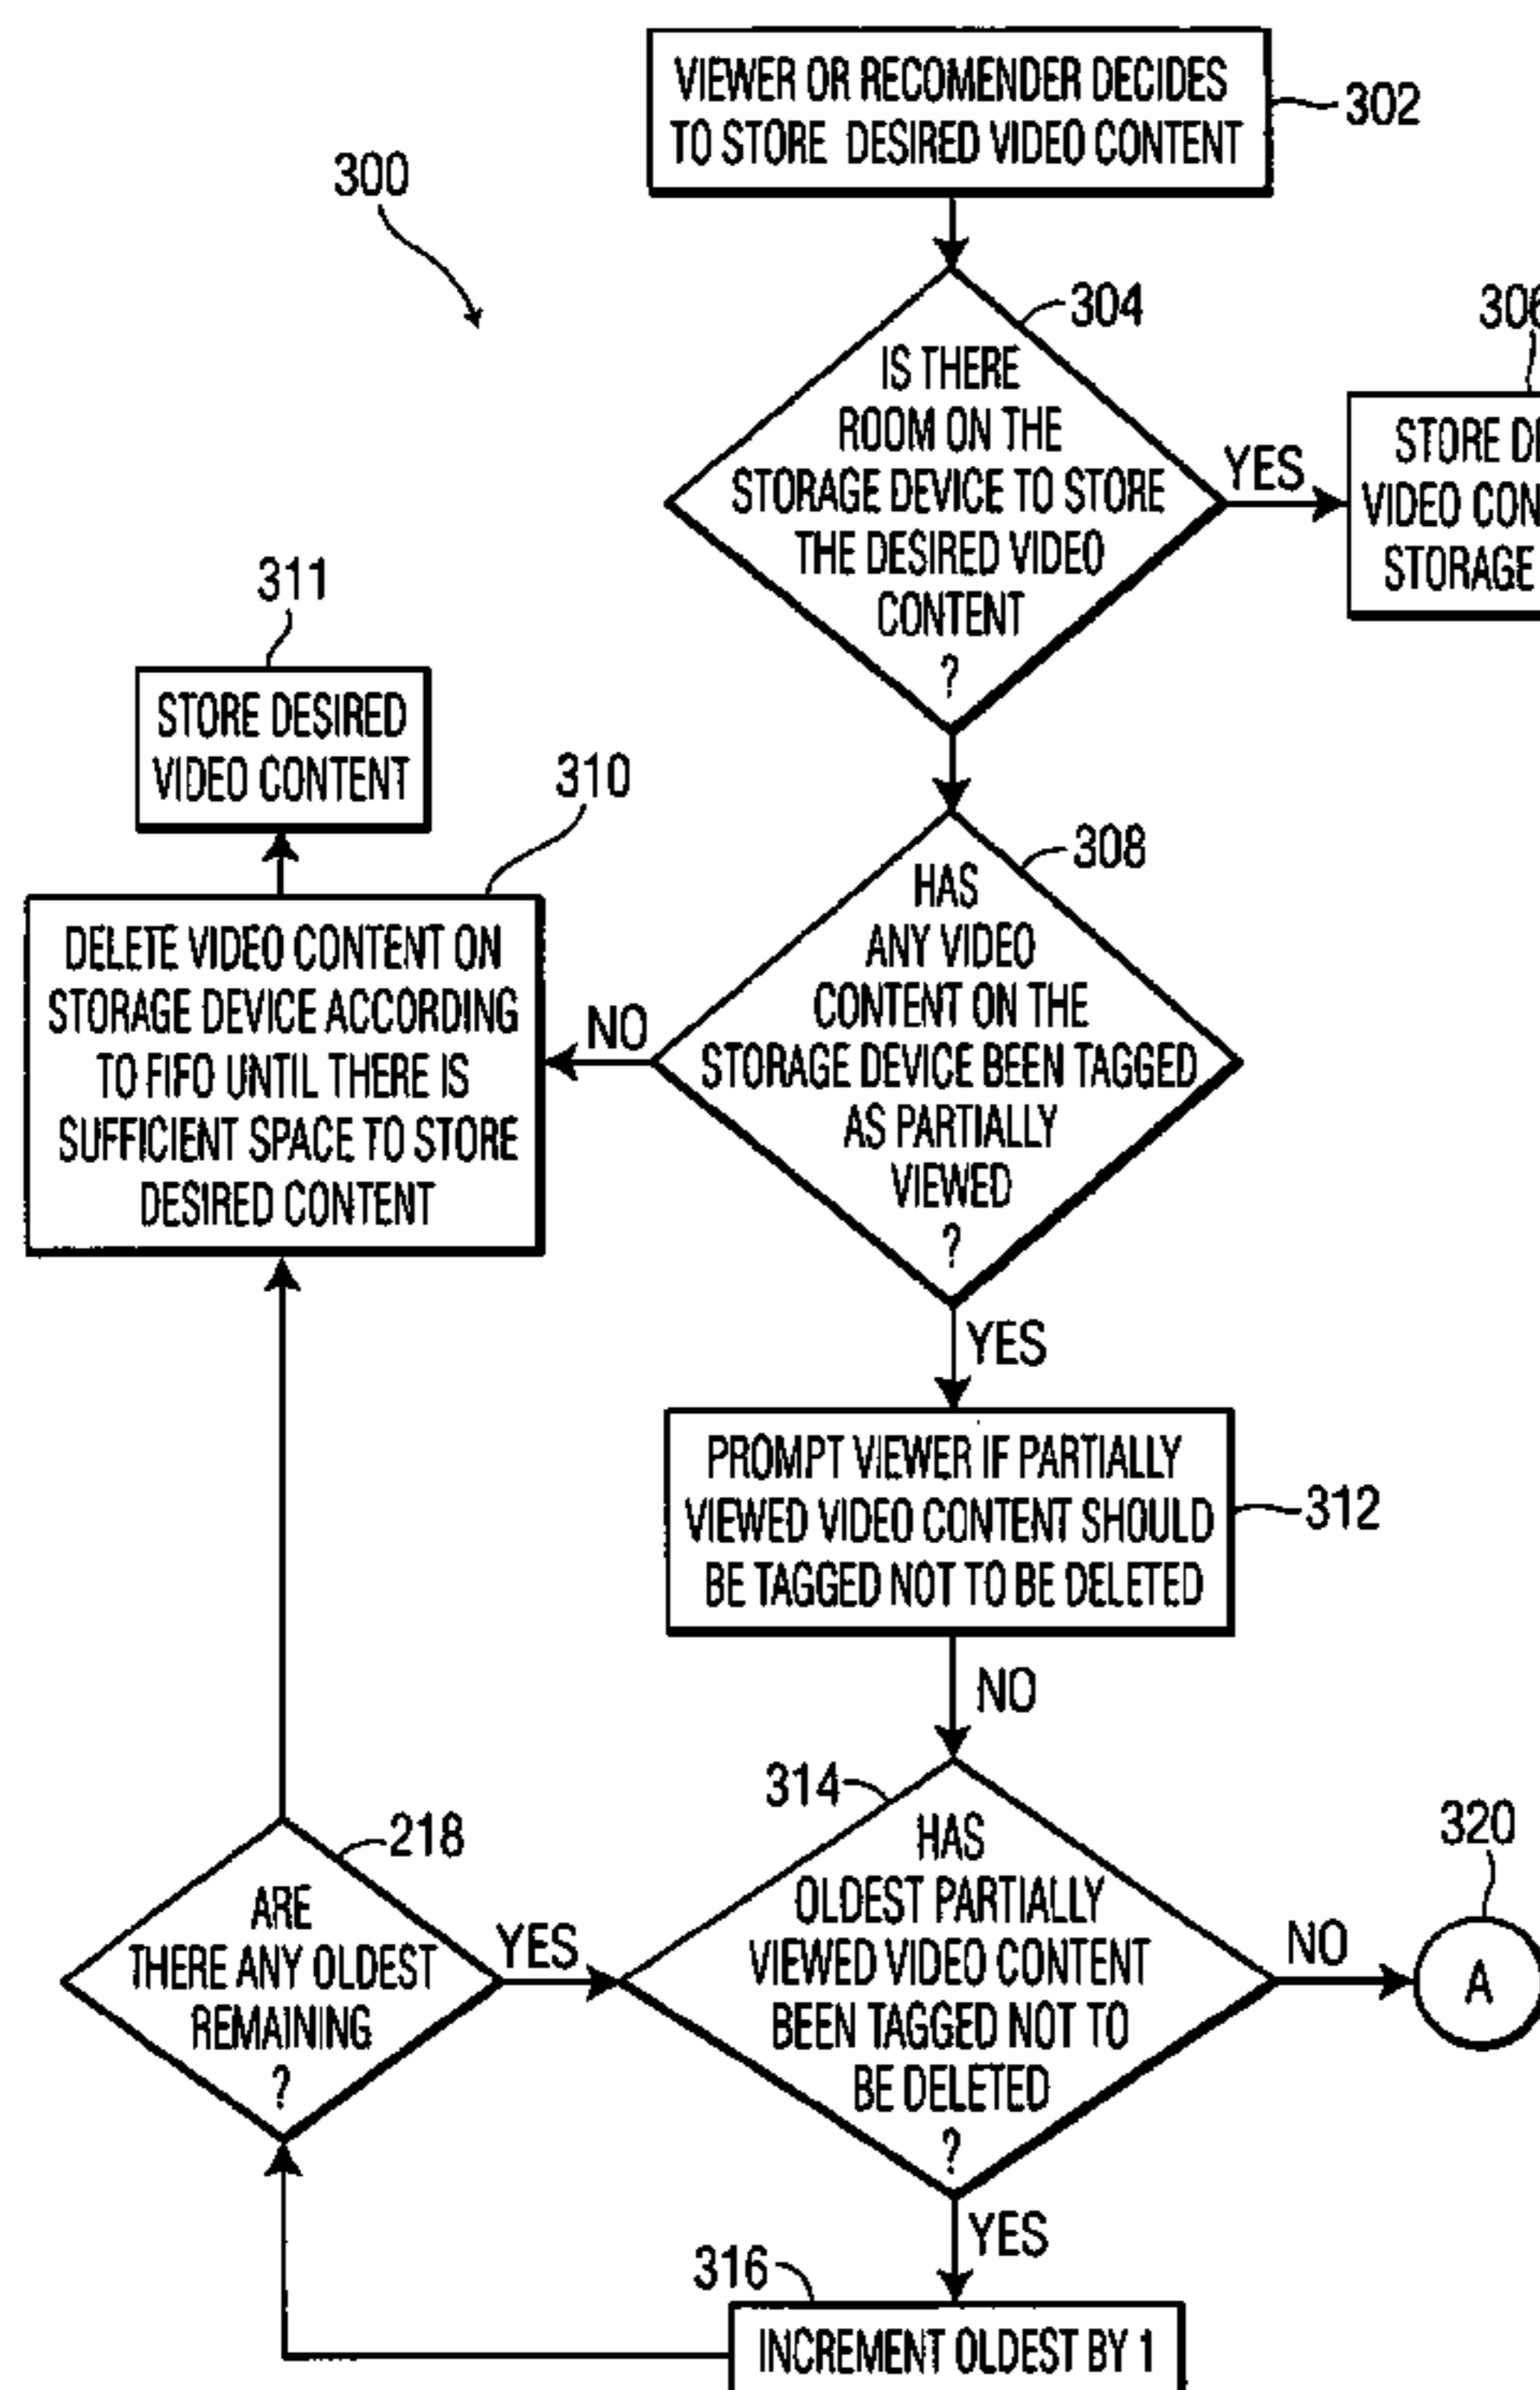 VIEWER OR RECOMENDER DECIDES
TO STORE DESIRED VIDEO CONTENT
302
300
304
IS THERE
ROOM ON THE
STORAGE DEVICE TO STORE
THE DESIRED VIDEO
CONTENT
?
YES
STORE
VIDEO
STORAGE
311
STORE DESIRED
VIDEO CONTENT
310
DELETE VIDEO CONTENT ON
STORAGE DEVICE ACCORDING
TO FIFO UNTIL THERE IS
SUFFICIENT SPACE TO STORE
DESIRED CONTENT
308
HAS
ANY VIDEO
CONTENT ON THE
STORAGE DEVICE BEEN TAGGED
AS PARTIALLY
VIEWED
?
NO
YES
PROMPT VIEWER IF PARTIALLY
VIEWED VIDEO CONTENT SHOULD
BE TAGGED NOT TO BE DELETED
312
NO
314
HAS
OLDEST PARTIALLY
VIEWED VIDEO CONTENT
BEEN TAGGED NOT TO
BE DELETED
?
NO
320
A
218
ARE
THERE ANY OLDEST
REMAINING
?
YES
YES
316
INCREMENT OLDEST BY 1